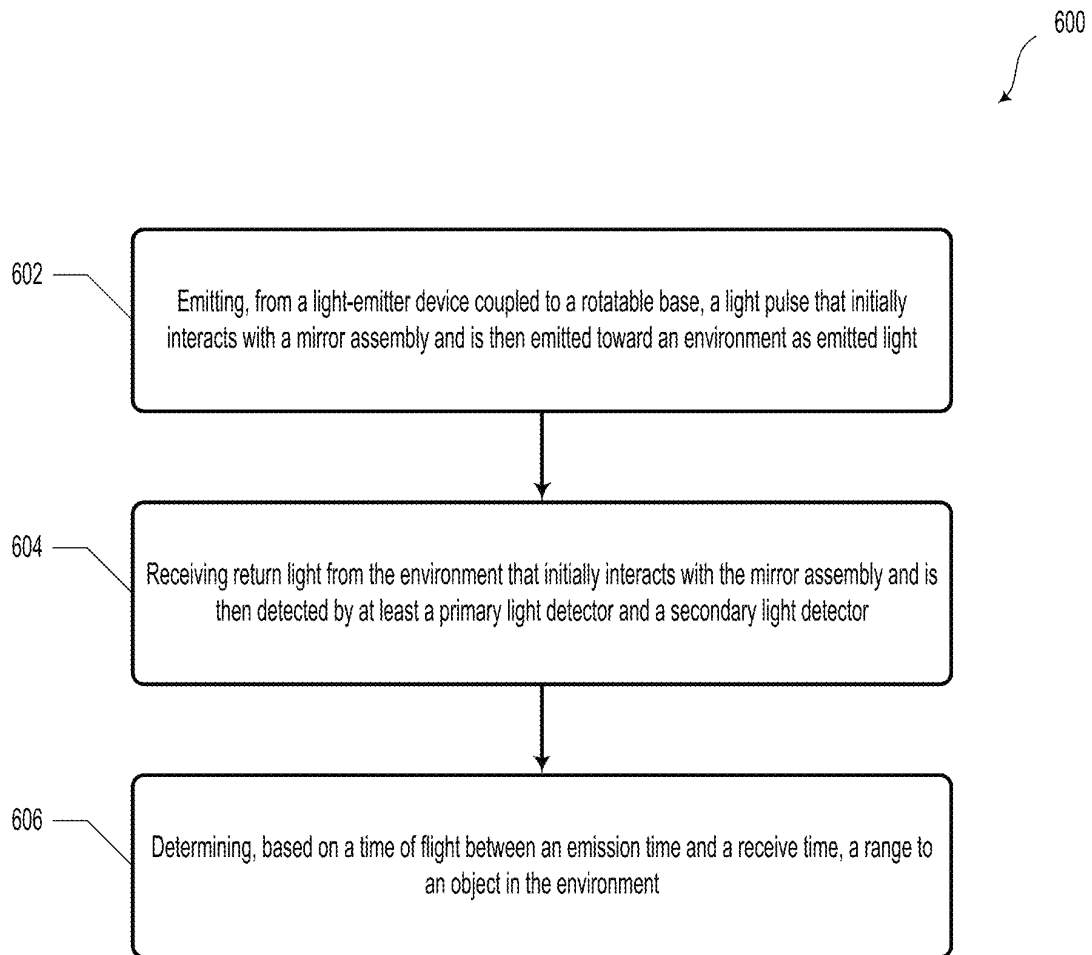 600
602
Emitting, from a light-emitter device coupled to a rotatable base, a light pulse that initially
interacts with a mirror assembly and is then emitted toward an environment as emitted light
604
Receiving return light from the environment that initially interacts with the mirror assembly and is
then detected by at least a primary light detector and a secondary light detector
606
Determining, based on a time of flight between an emission time and a receive time, a range to
an object in the environment